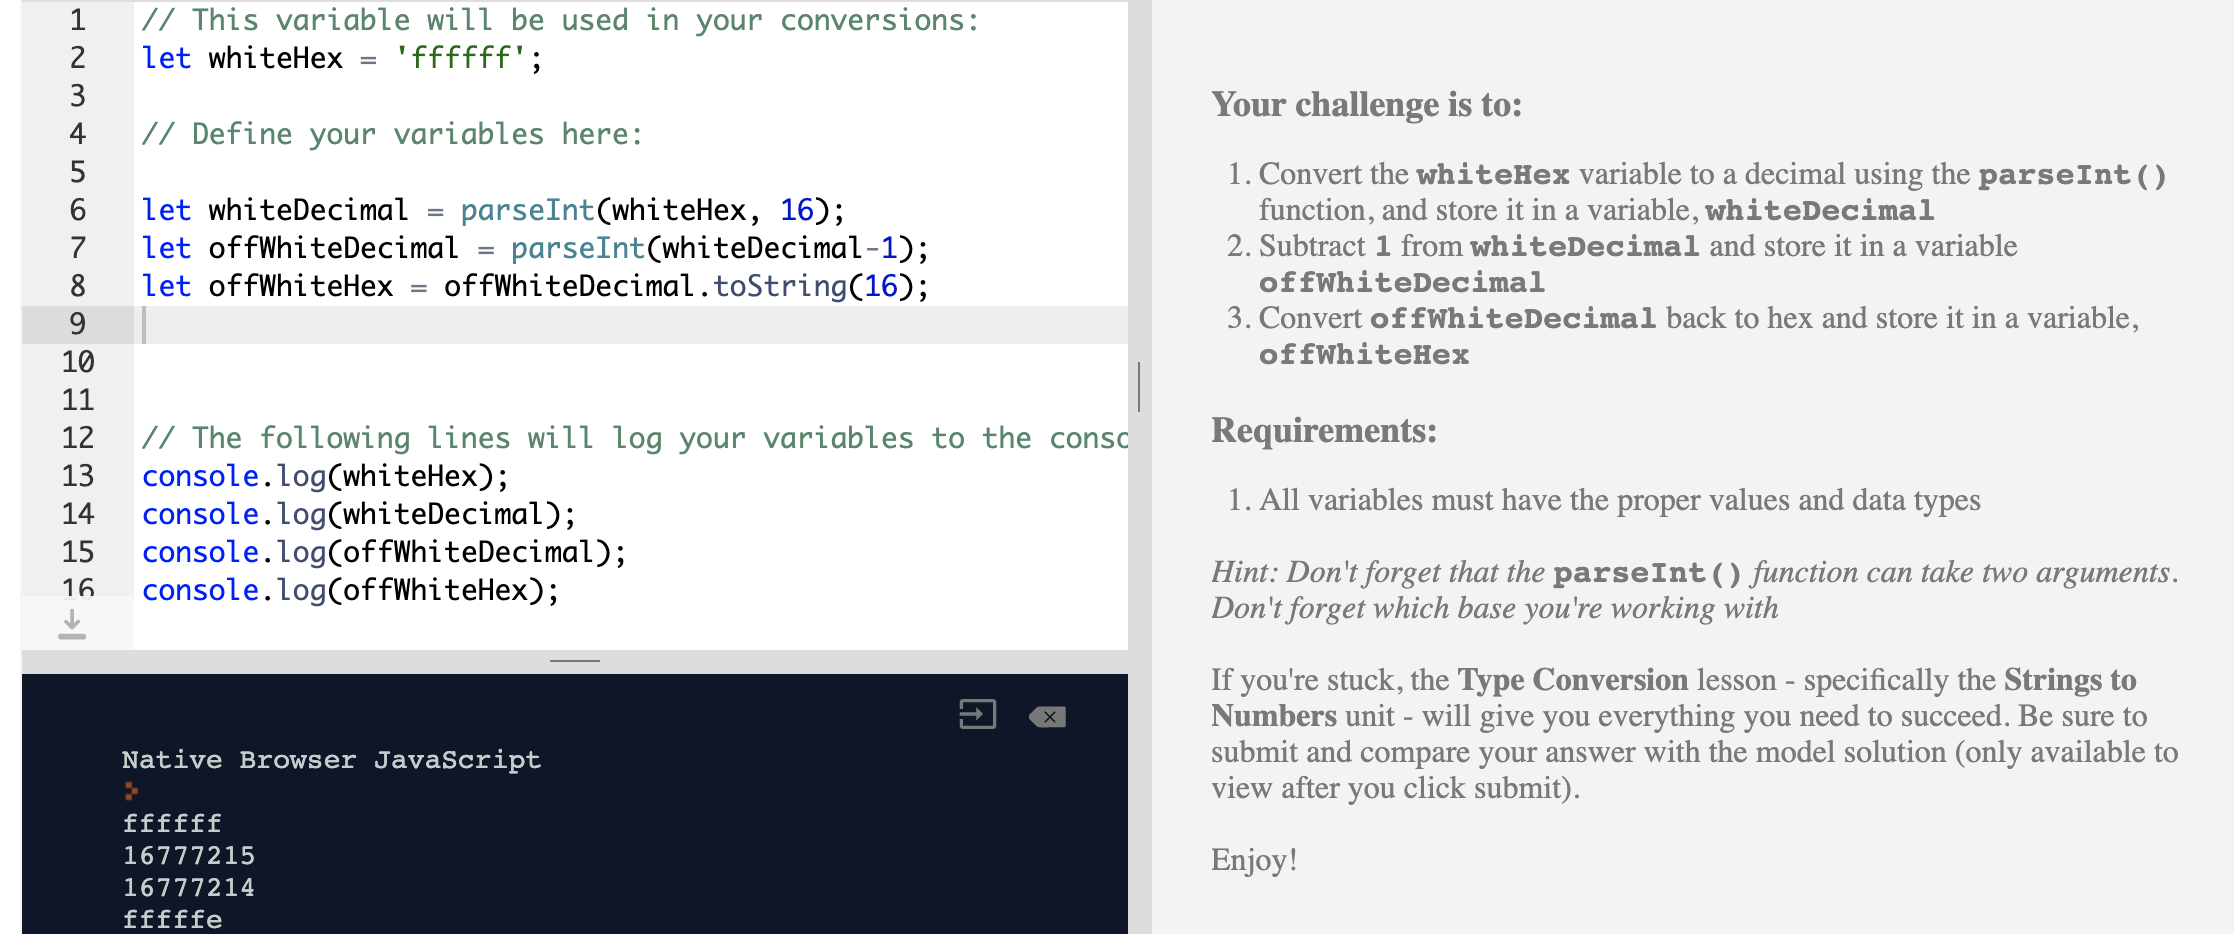 1 // This variable will be used in your conversions:
2 let whiteHex = 'ffffff';
3
4 // Define your variables here:
5
6 let whiteDecimal = parseInt(whiteHex, 16);
7 let offWhiteDecimal = parseInt(whiteDecimal-1);
8 let offWhiteHex = offWhiteDecimal.toString(16);
9
10
11
12 // The following lines will log your variables to the conso
13 console.log(whiteHex);
14 console.log(whiteDecimal);
15 console.log(offWhiteDecimal);
16 console.log(offWhiteHex);
Native Browser JavaScript
ffffff
16777215
16777214
fffffe
Your challenge is to:
1. Convert the whiteHex variable to a decimal using the parseInt()
function, and store it in a variable, whiteDecimal
2. Subtract 1 from whiteDecimal and store it in a variable
offWhiteDecimal
3. Convert offWhiteDecimal back to hex and store it in a variable,
offWhiteHex
Requirements:
1. All variables must have the proper values and data types
Hint: Don't forget that the parseInt() function can take two arguments.
Don't forget which base you're working with
If you're stuck, the Type Conversion lesson - specifically the Strings to
Numbers unit - will give you everything you need to succeed. Be sure to
submit and compare your answer with the model solution (only available to
view after you click submit).
Enjoy!